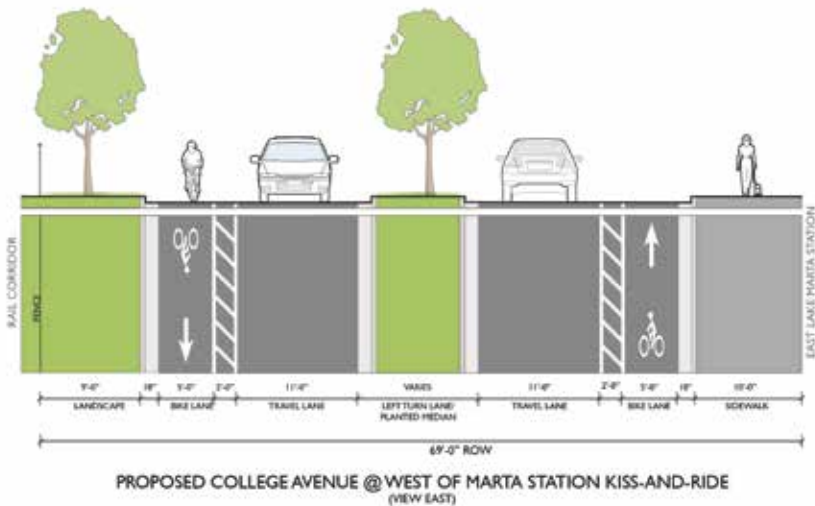 RAIL CORRIDOR
FENCE
EAST LAKE MARTA STATION
9'-0" 18" 5'-0" 2'-0" 11'-0" VARIES 11'-0" 2'-0" 5'-0" 18" 10'-0"
LANDSCAPE BIKE LANE TRAVEL LANE LEFT TURN LANE/ TRAVEL LANE BIKE LANE SIDEWALK
PLANTED MEDIAN
69'-0" ROW
PROPOSED COLLEGE AVENUE @ WEST OF MARTA STATION KISS-AND-RIDE
(VIEW EAST)